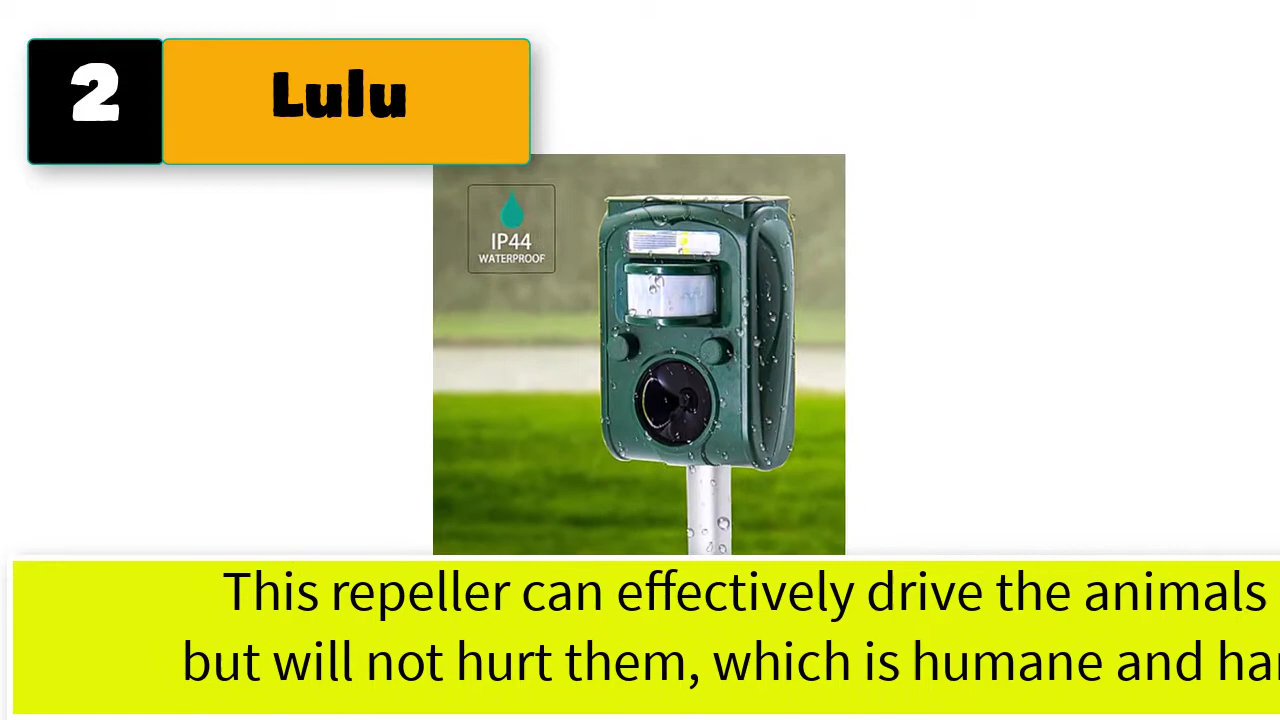 2
Lulu
IP44
WATERPROOF
This repeller can effectively drive the animals
but will not hurt them, which is humane and